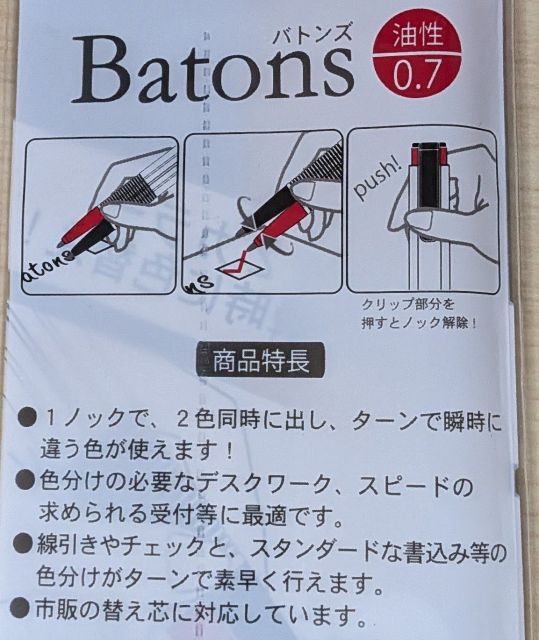 バトンズ
Batons
油性
0.7
atons
ns
push!
クリップ部分を
押すとノック解除！
商品特長
●１ノックで、２色同時に出し、ターンで瞬時に
違う色が使えます！
●色分けの必要なデスクワーク、スピードの
求められる受付等に最適です。
●線引きやチェックと、スタンダードな書込み等の
色分けがターンで素早く行えます。
●市販の替え芯に対応しています。